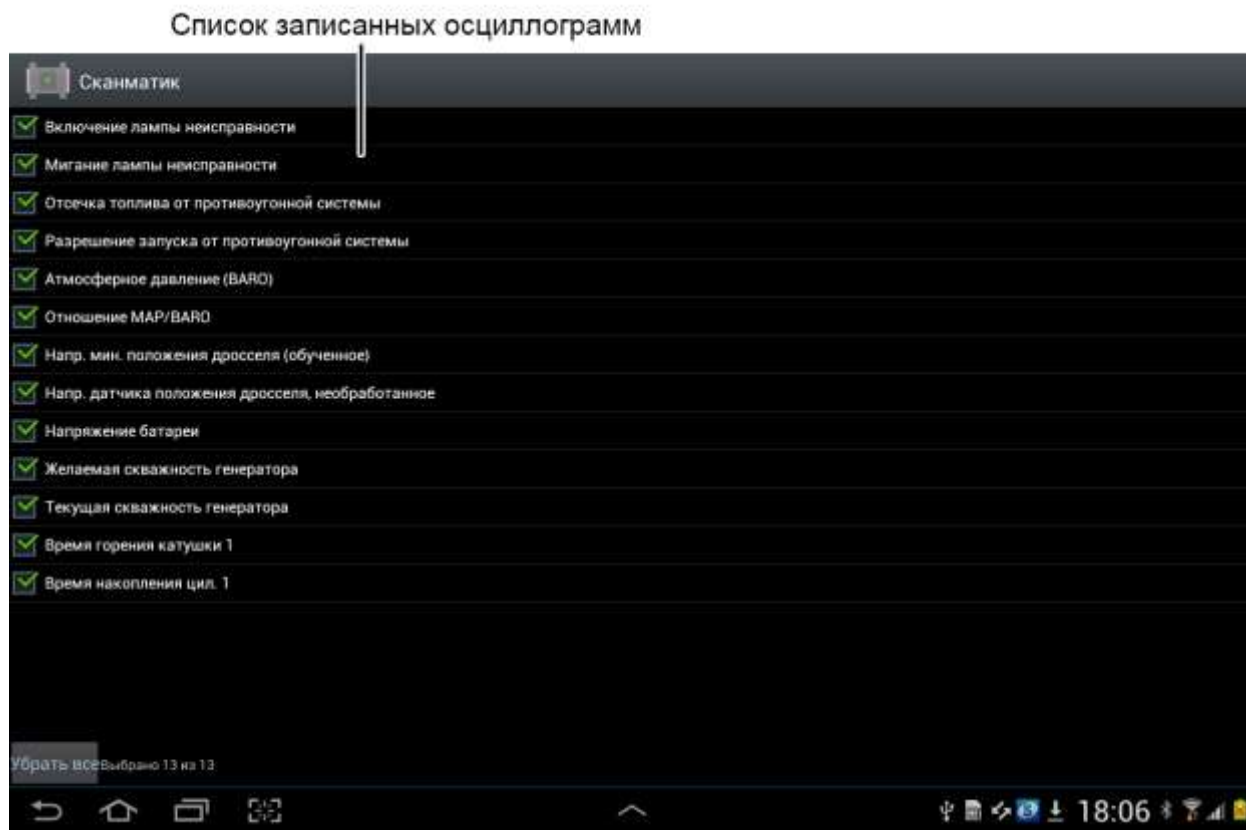 Список записанных осциллограмм
Сканматик
Включение лампы неисправности
Мигание лампы неисправности
Отсечка топлива от противоугонной системы
Разрешение запуска от противоугонной системы
Атмосферное давление (BARO)
Отношение MAP/BARO
Напр. мин. положения дросселя (обученное)
Напр. датчика положения дросселя, необработанное
Напряжение батареи
Желаемая скважность генератора
Текущая скважность генератора
Время горения катушки 1
Время накопления цил. 1
Убрать все Выбрано 13 из 13
18:06